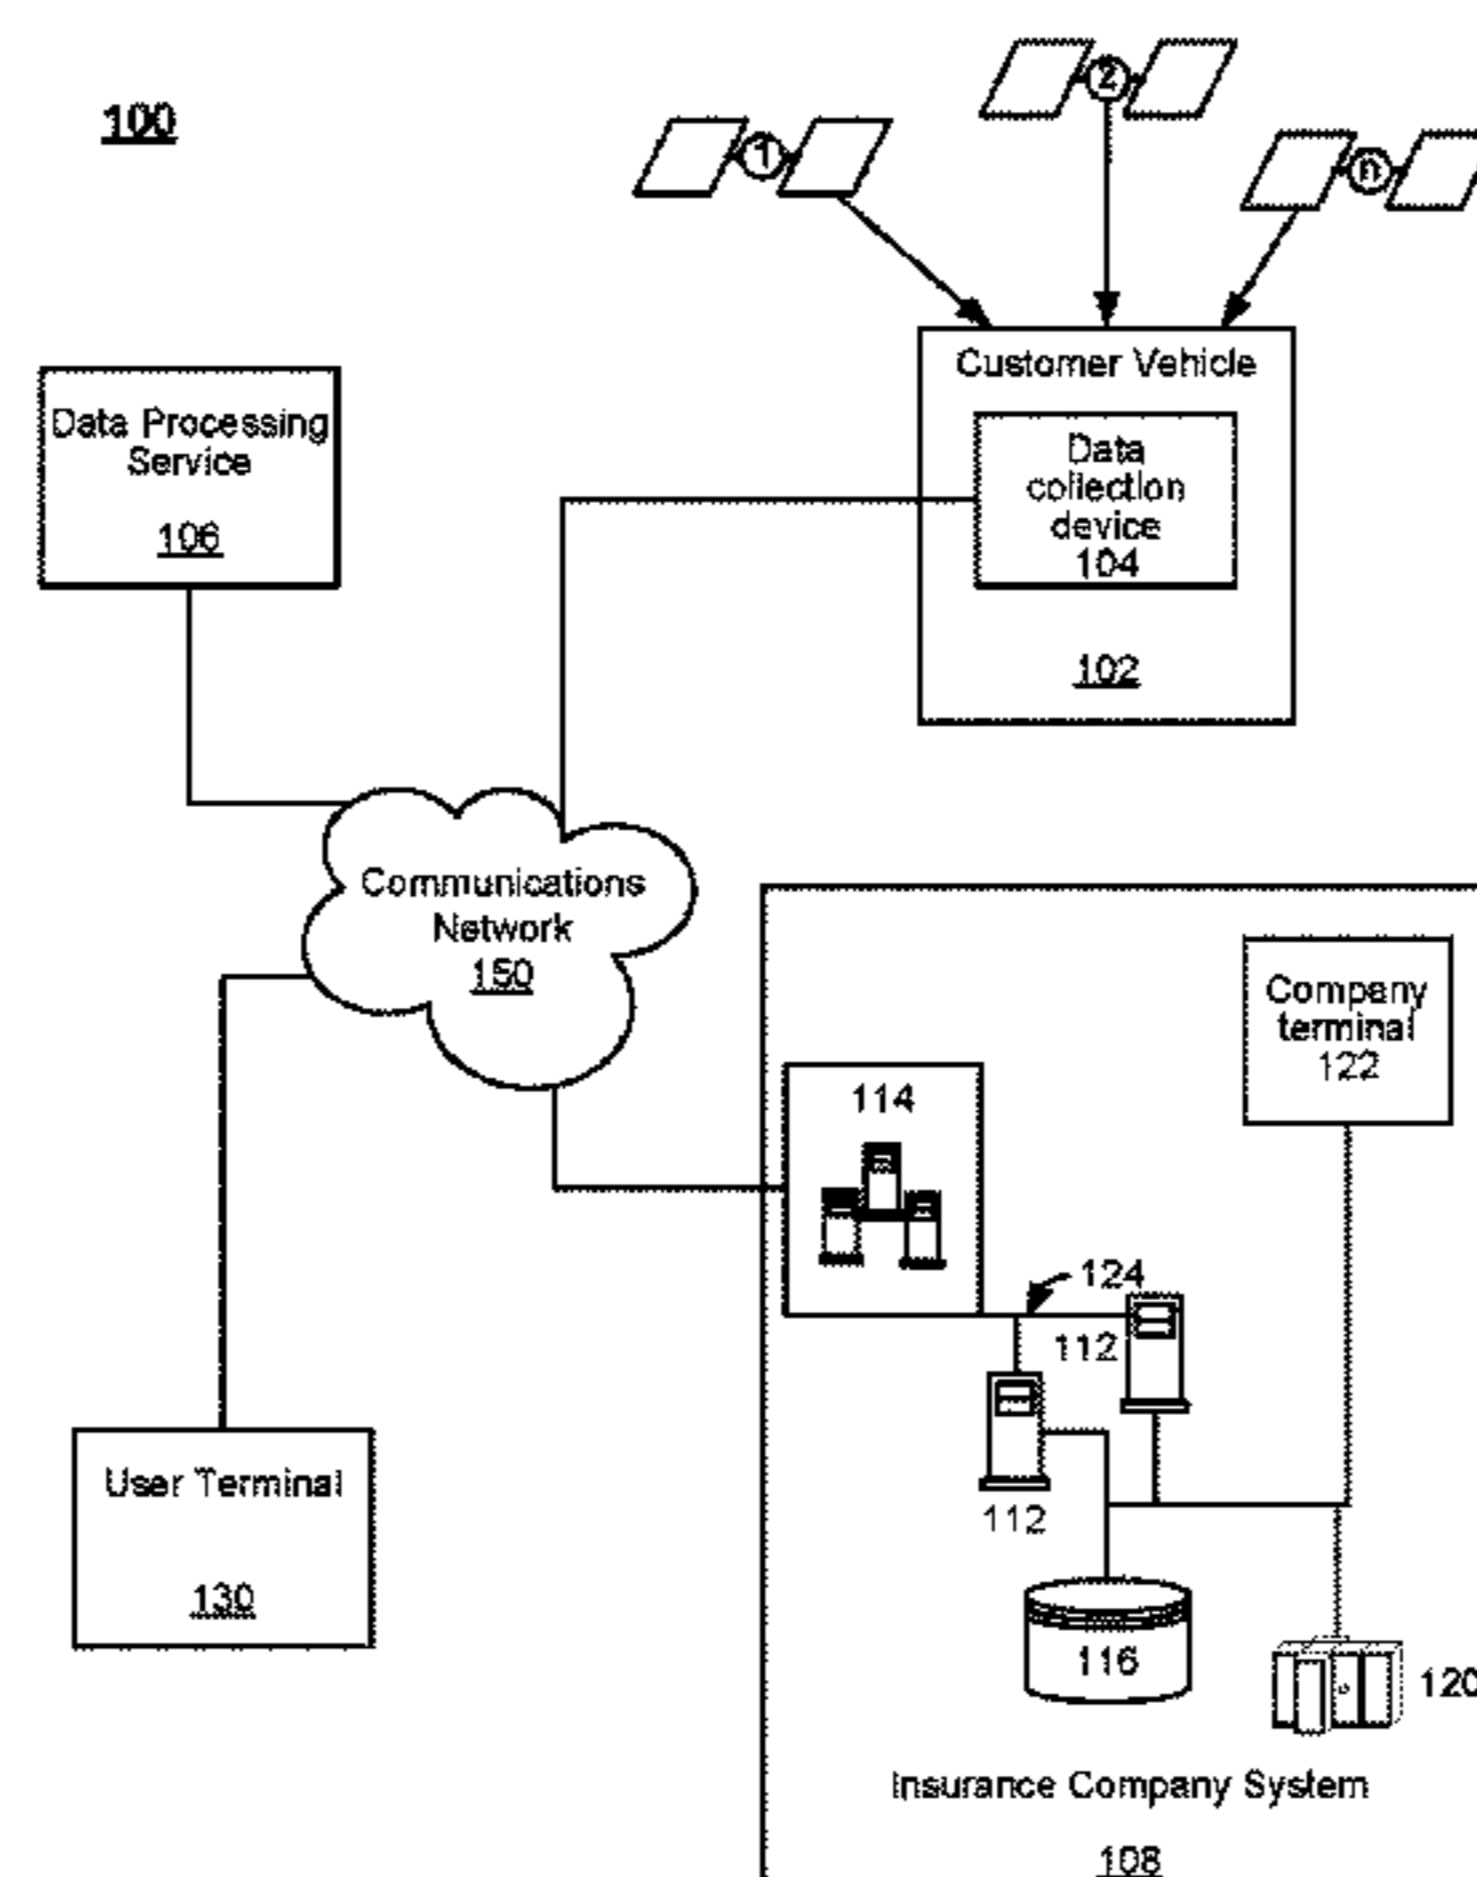 100
1
2
n
Customer Vehicle
Data
collection
device
104
102
Data Processing
Service
106
Communications
Network
150
Company
terminal
122
114
124
112
112
116
120
User Terminal
130
Insurance Company System
108